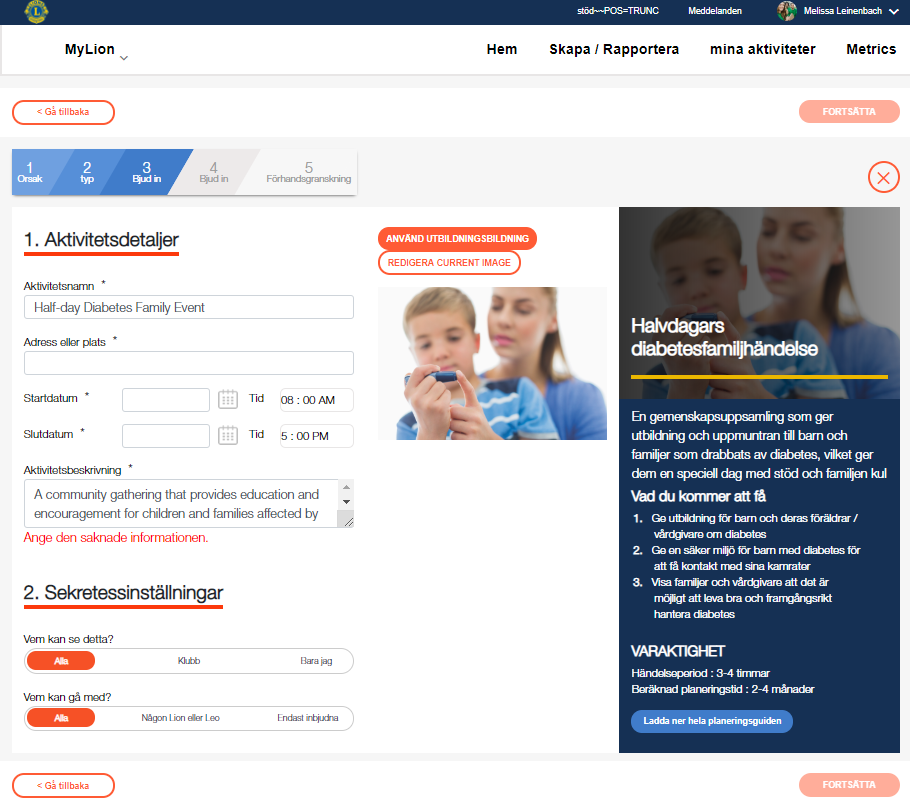 stöd~~POS=TRUNC
Meddelanden
Melissa Leinenbach
MyLion
Hem
Skapa / Rapportera
mina aktiviteter
Metrics
< Gå tillbaka
FORTSÄTTA
1
Orsak
2
typ
3
Bjud in
4
Bjud in
5
Förhandsgranskning
1. Aktivitetsdetaljer
Aktivitetsnamn *
Half-day Diabetes Family Event
Adress eller plats *
Startdatum *
Tid
08 : 00 AM
Slutdatum *
Tid
5 : 00 PM
Aktivitetsbeskrivning *
A community gathering that provides education and
encouragement for children and families affected by
Ange den saknade informationen.
2. Sekretessinställningar
Vem kan se detta?
Alla
Klubb
Bara jag
Vem kan gå med?
Alla
Någon Lion eller Leo
Endast inbjudna
ANVÄND UTBILDNINGSBILDNING
REDIGERA CURRENT IMAGE
Halvdagars
diabetesfamiljhändelse
En gemenskapsuppsamling som ger
utbildning och uppmuntran till barn och
familjer som drabbats av diabetes, vilket ger
dem en speciell dag med stöd och familjen kul
Vad du kommer att få
1. Ge utbildning för barn och deras föräldrar /
vårdgivare om diabetes
2. Ge en säker miljö för barn med diabetes för
att få kontakt med sina kamrater
3. Visa familjer och vårdgivare att det är
möjligt att leva bra och framgångsrikt
hantera diabetes
VARAKTIGHET
Händelseperiod : 3-4 timmar
Beräknad planeringstid : 2-4 månader
Ladda ner hela planeringsguiden
< Gå tillbaka
FORTSÄTTA